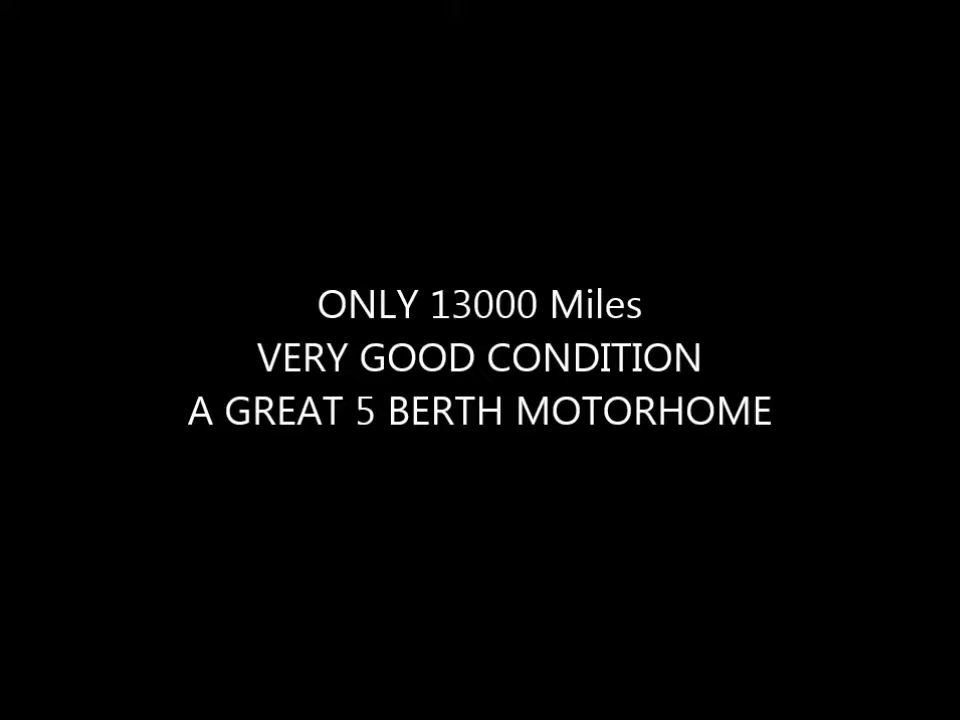 ONLY 13000 Miles
VERY GOOD CONDITION
A GREAT 5 BERTH MOTORHOME